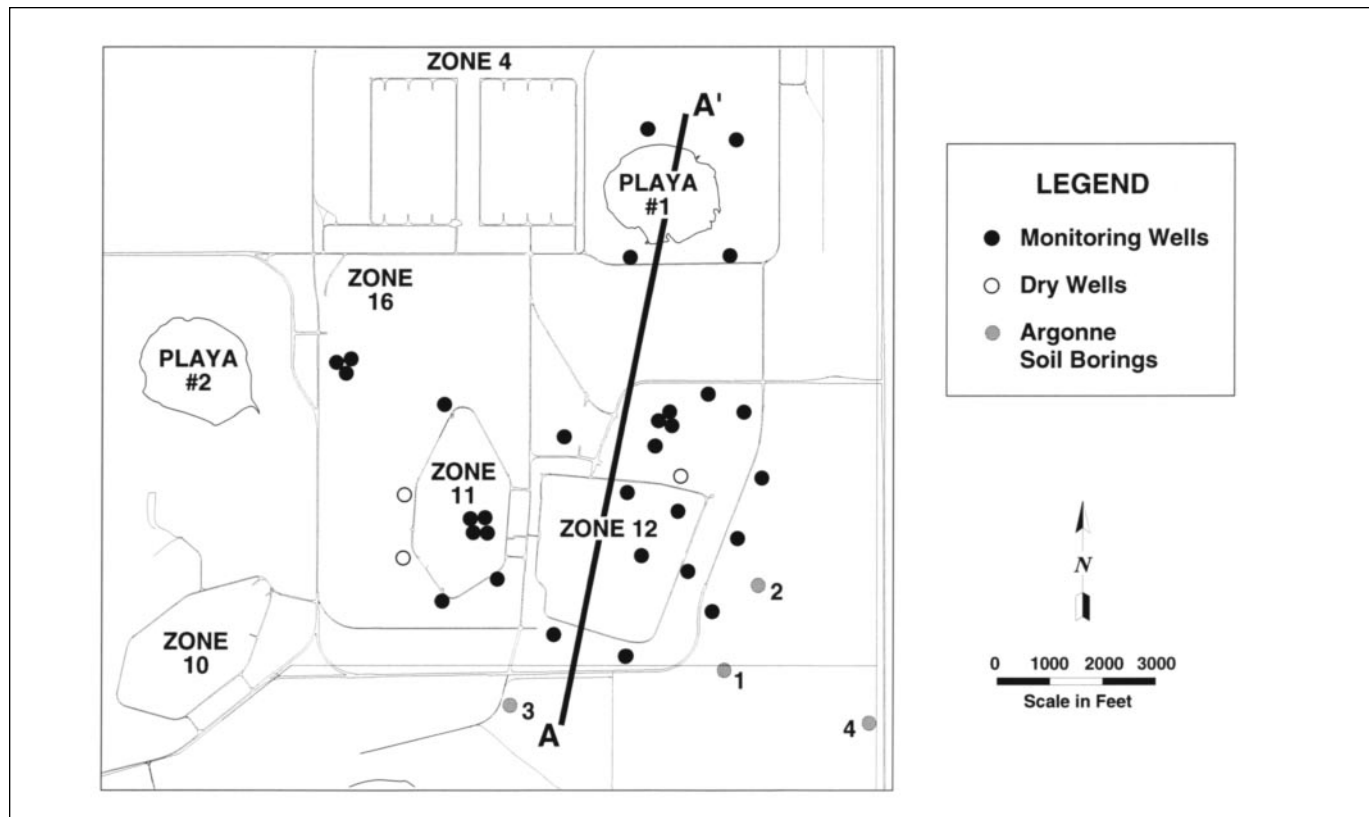 ZONE 4
A'
PLAYA
#1
ZONE
16
PLAYA
#2
ZONE
11
ZONE 12
2
ZONE
10
1
3
A
4
LEGEND
Monitoring Wells
Dry Wells
Argonne
Soil Borings
N
0 1000 2000 3000
Scale in Feet